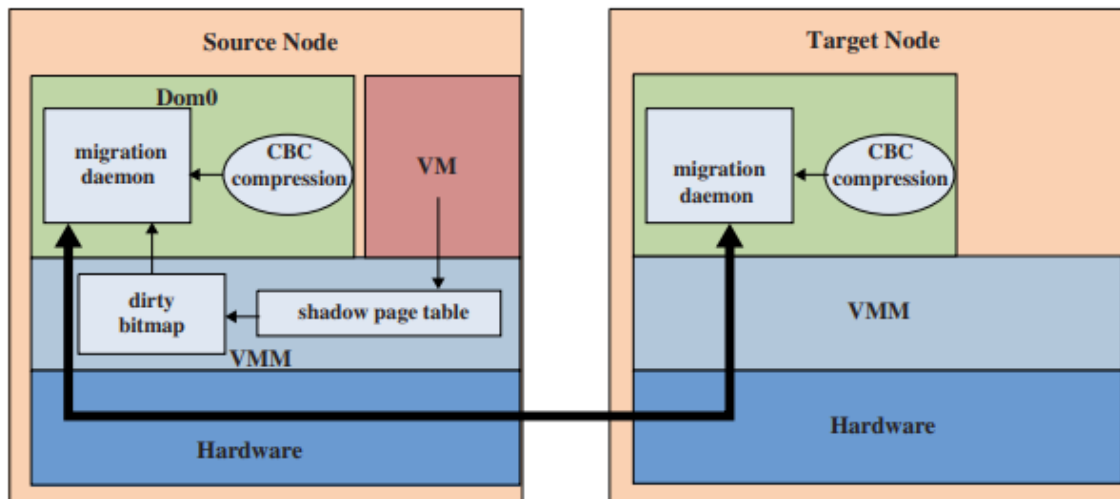 Source Node
Dom0
migration
daemon
CBC
compression
VM
dirty
bitmap
shadow page table
VMM
Hardware
Target Node
migration
daemon
CBC
compression
VMM
Hardware